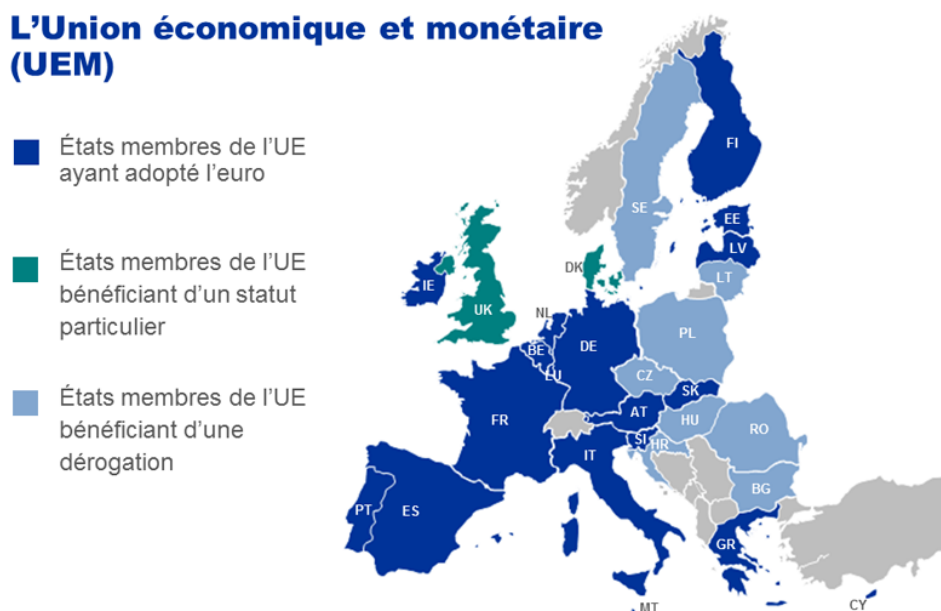 L’Union économique et monétaire
(UEM)
États membres de l’UE
ayant adopté l’euro
États membres de l’UE
bénéficiant d’un statut
particulier
États membres de l’UE
bénéficiant d’une
dérogation
FI
SE
EE
LV
LT
DK
IE
UK
NL
BE
DE
PL
LU
CZ
SK
FR
AT
HU
RO
SI
HR
IT
BG
PT
ES
GR
MT
CY